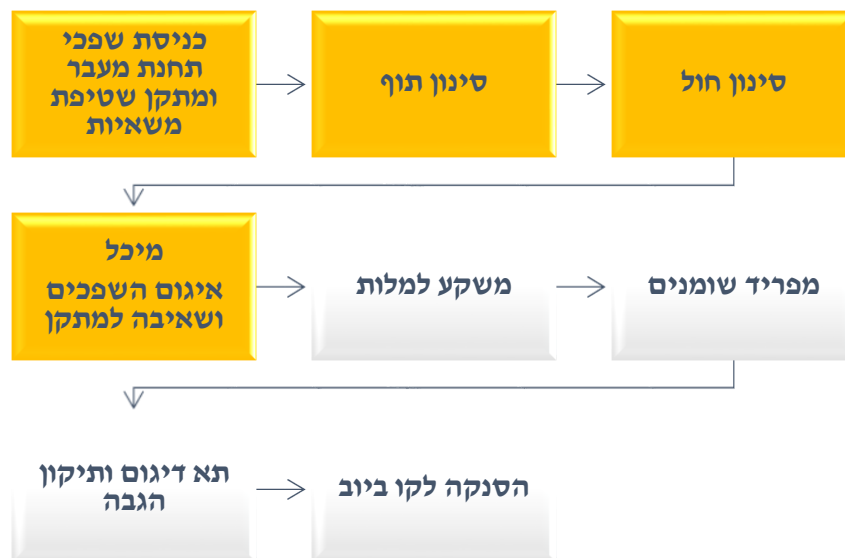 כניסת שפכי
תחנת מעבר
ומתקן שטיפת
משאיות
סינון תוף
סינון חול
מיכל
איגום השפכים
ושאיבה למתקן
משקע למלות
מפריד שומנים
תא דיגום ותיקון
הגבה
הסנקה לקו ביוב